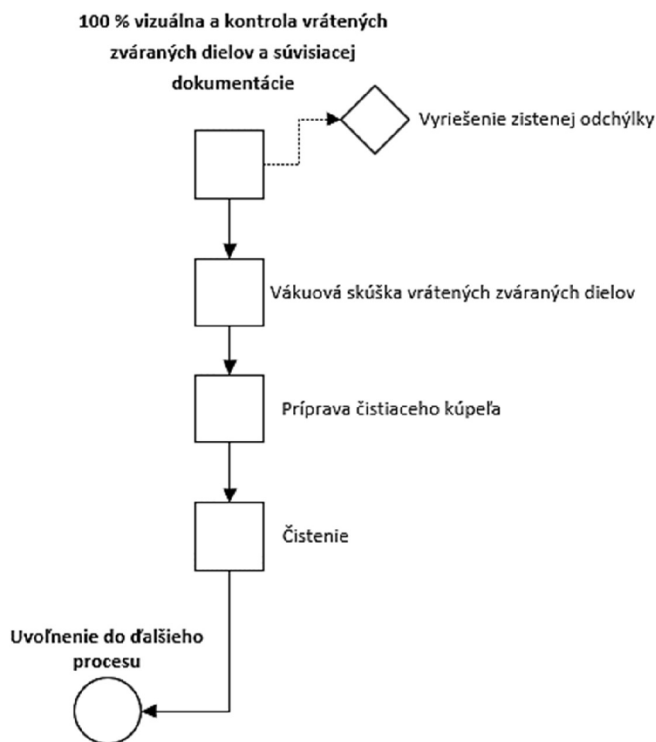 100 % vizuálna a kontrola vrátených
zváraných dielov a súvisiacej
dokumentácie
Vyriešenie zistenej odchýlky
Vákuová skúška vrátených zváraných dielov
Príprava čistiaceho kúpeľa
Čistenie
Uvoľnenie do ďalšieho
procesu